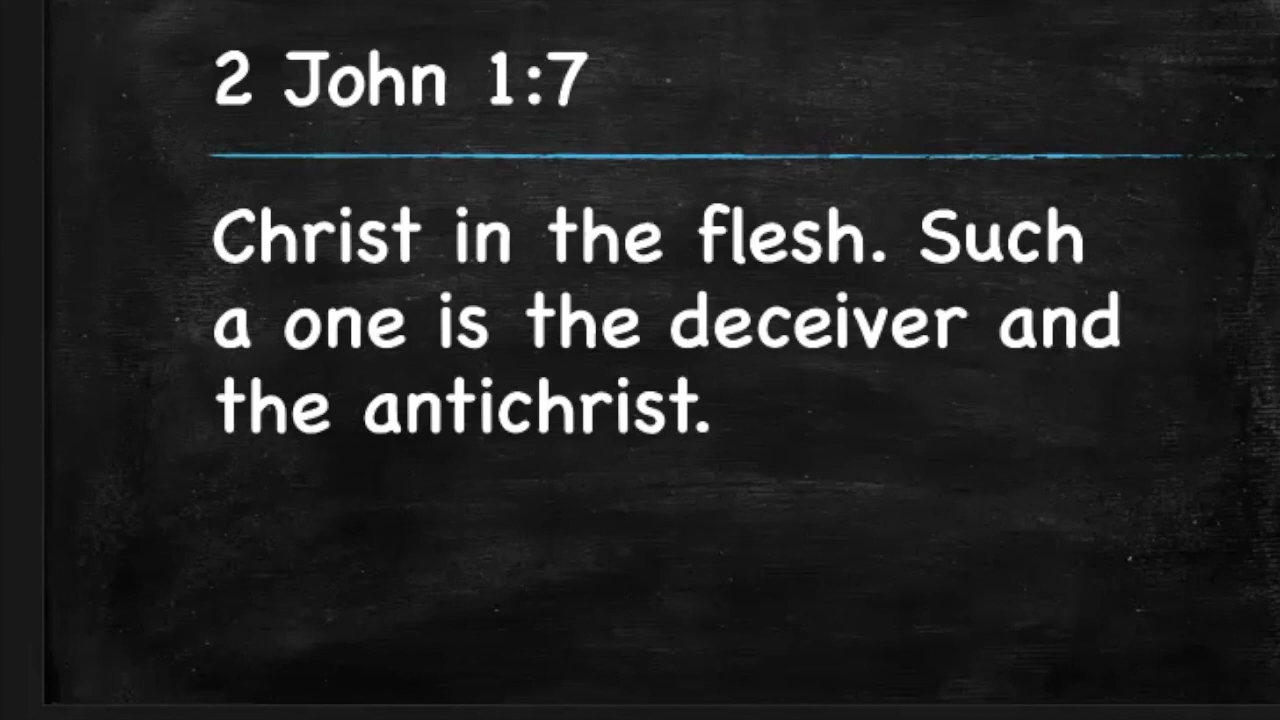 2 John 1:7
Christ in the flesh. Such
a one is the deceiver and
the antichrist.